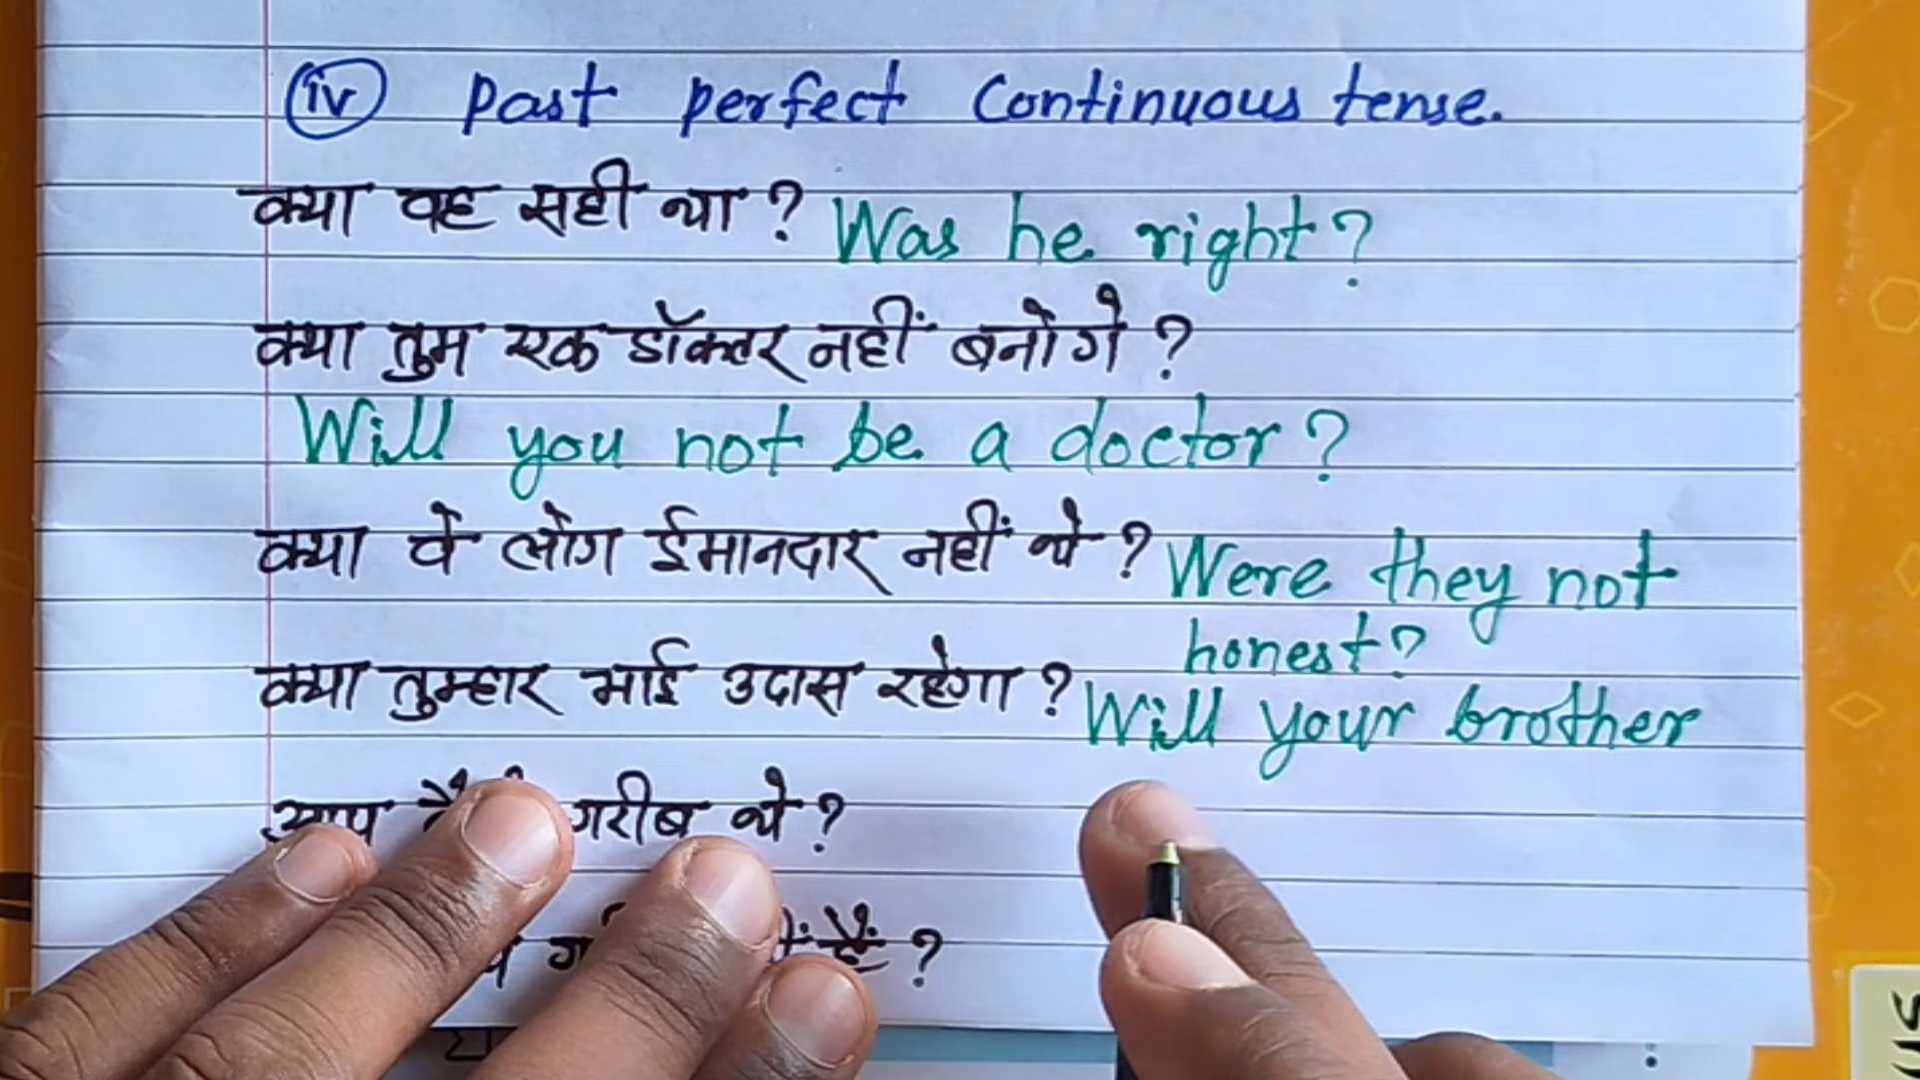 (iv) Past perfect Continuous tense.
क्या वह सही था ? Was he right?
क्या तुम एक डॉक्टर नहीं बनोगे ?
Will you not be a doctor?
क्या वे लोग ईमानदार नहीं थे ? Were they not
honest?
क्या तुम्हार भाई उदास रहेगा ? Will your brother
आप गरीब थे ?
हैं ?